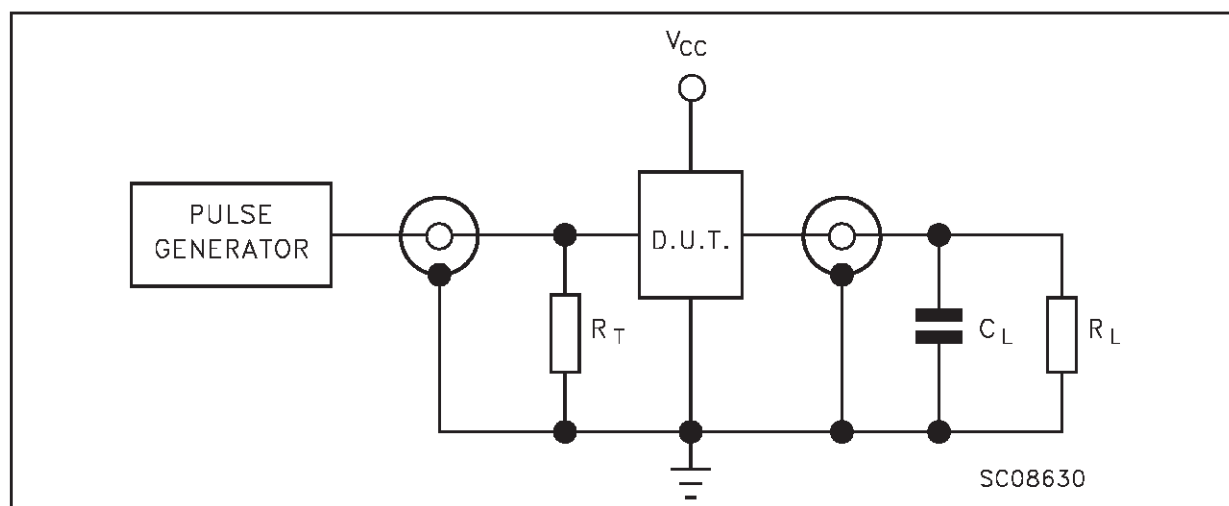 VCC
PULSE
GENERATOR
D.U.T.
RT
CL
RL
SC08630